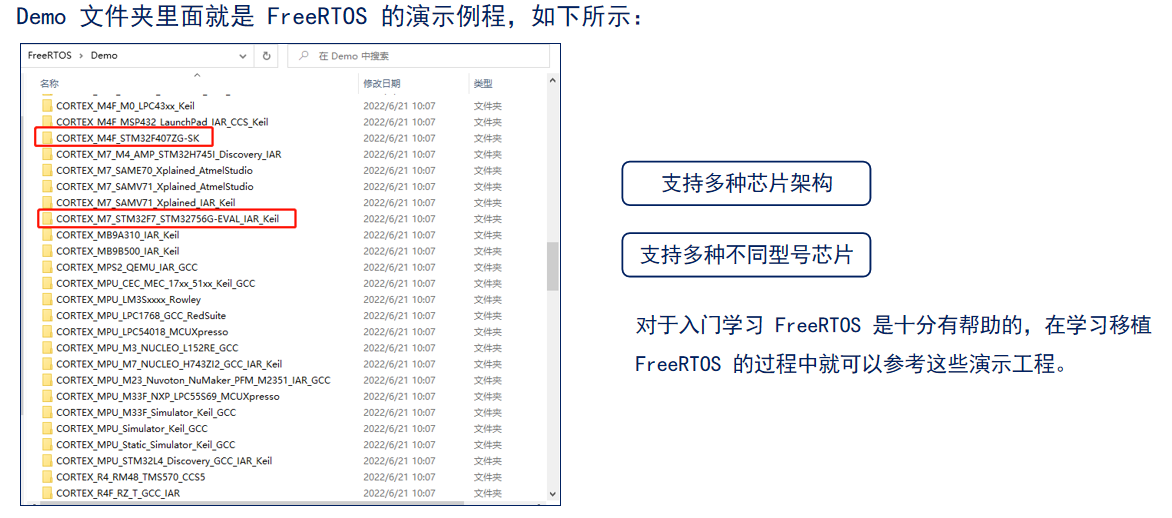 Demo 文件夹里面就是 FreeRTOS 的演示例程，如下所示：
FreeRTOS › Demo
在 Demo 中搜索
名称 修改日期 类型
CORTEX_M4F_M0_LPC43xx_Keil 2022/6/21 10:07 文件夹
CORTEX_M4F_MSP432_LaunchPad_IAR_CCS_Keil 2022/6/21 10:07 文件夹
CORTEX_M4F_STM32F407ZG-SK 2022/6/21 10:07 文件夹
CORTEX_M7_M4_AMP_STM32H745I_Discovery_IAR 2022/6/21 10:07 文件夹
CORTEX_M7_SAME70_Xplained_AtmelStudio 2022/6/21 10:07 文件夹
CORTEX_M7_SAMV71_Xplained_AtmelStudio 2022/6/21 10:07 文件夹
CORTEX_M7_SAMV71_Xplained_IAR_Keil 2022/6/21 10:07 文件夹
CORTEX_M7_STM32F7_STM32756G-EVAL_IAR_Keil 2022/6/21 10:07 文件夹
CORTEX_MB9A310_IAR_Keil 2022/6/21 10:07 文件夹
CORTEX_MB9B500_IAR_Keil 2022/6/21 10:07 文件夹
CORTEX_MPS2_QEMU_IAR_GCC 2022/6/21 10:07 文件夹
CORTEX_MPU_CEC_MEC_17xx_51xx_Keil_GCC 2022/6/21 10:07 文件夹
CORTEX_MPU_LM3Sxxxx_Rowley 2022/6/21 10:07 文件夹
CORTEX_MPU_LPC1768_GCC_RedSuite 2022/6/21 10:07 文件夹
CORTEX_MPU_LPC54018_MCUXpresso 2022/6/21 10:07 文件夹
CORTEX_MPU_M3_NUCLEO_L152RE_GCC 2022/6/21 10:07 文件夹
CORTEX_MPU_M7_NUCLEO_H743ZI2_GCC_IAR_Keil 2022/6/21 10:07 文件夹
CORTEX_MPU_M23_Nuvoton_NuMaker_PFM_M2351_IAR_GCC 2022/6/21 10:07 文件夹
CORTEX_MPU_M33F_NXP_LPC55S69_MCUXpresso 2022/6/21 10:07 文件夹
CORTEX_MPU_M33F_Simulator_Keil_GCC 2022/6/21 10:07 文件夹
CORTEX_MPU_Simulator_Keil_GCC 2022/6/21 10:07 文件夹
CORTEX_MPU_Static_Simulator_Keil_GCC 2022/6/21 10:07 文件夹
CORTEX_MPU_STM32L4_Discovery_GCC_IAR_Keil 2022/6/21 10:07 文件夹
CORTEX_R4_RM48_TMS570_CCS5 2022/6/21 10:07 文件夹
CORTEX_R4F_RZ_T_GCC_IAR 2022/6/21 10:07 文件夹
支持多种芯片架构
支持多种不同型号芯片
对于入门学习 FreeRTOS 是十分有帮助的，在学习移植
FreeRTOS 的过程中就可以参考这些演示工程。